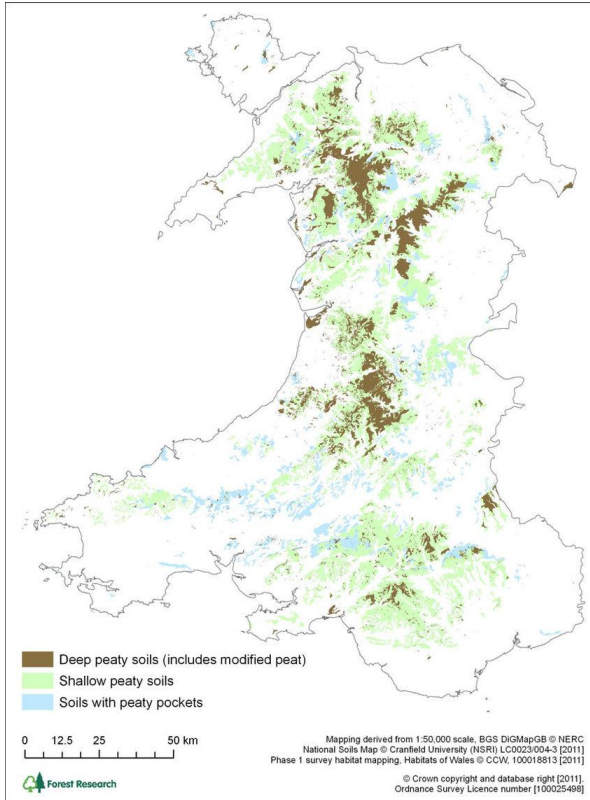 Deep peaty soils (includes modified peat)
Shallow peaty soils
Soils with peaty pockets
0 12.5 25 50 km
Mapping derived from 1:50,000 scale, BGS DiGMapGB © NERC
National Soils Map © Cranfield University (NSRI) LC0023/004-3 [2011]
Phase 1 survey habitat mapping, Habitats of Wales © CCW, 100018813 [2011]
© Crown copyright and database right [2011].
Ordnance Survey Licence number [100025498]
Forest Research